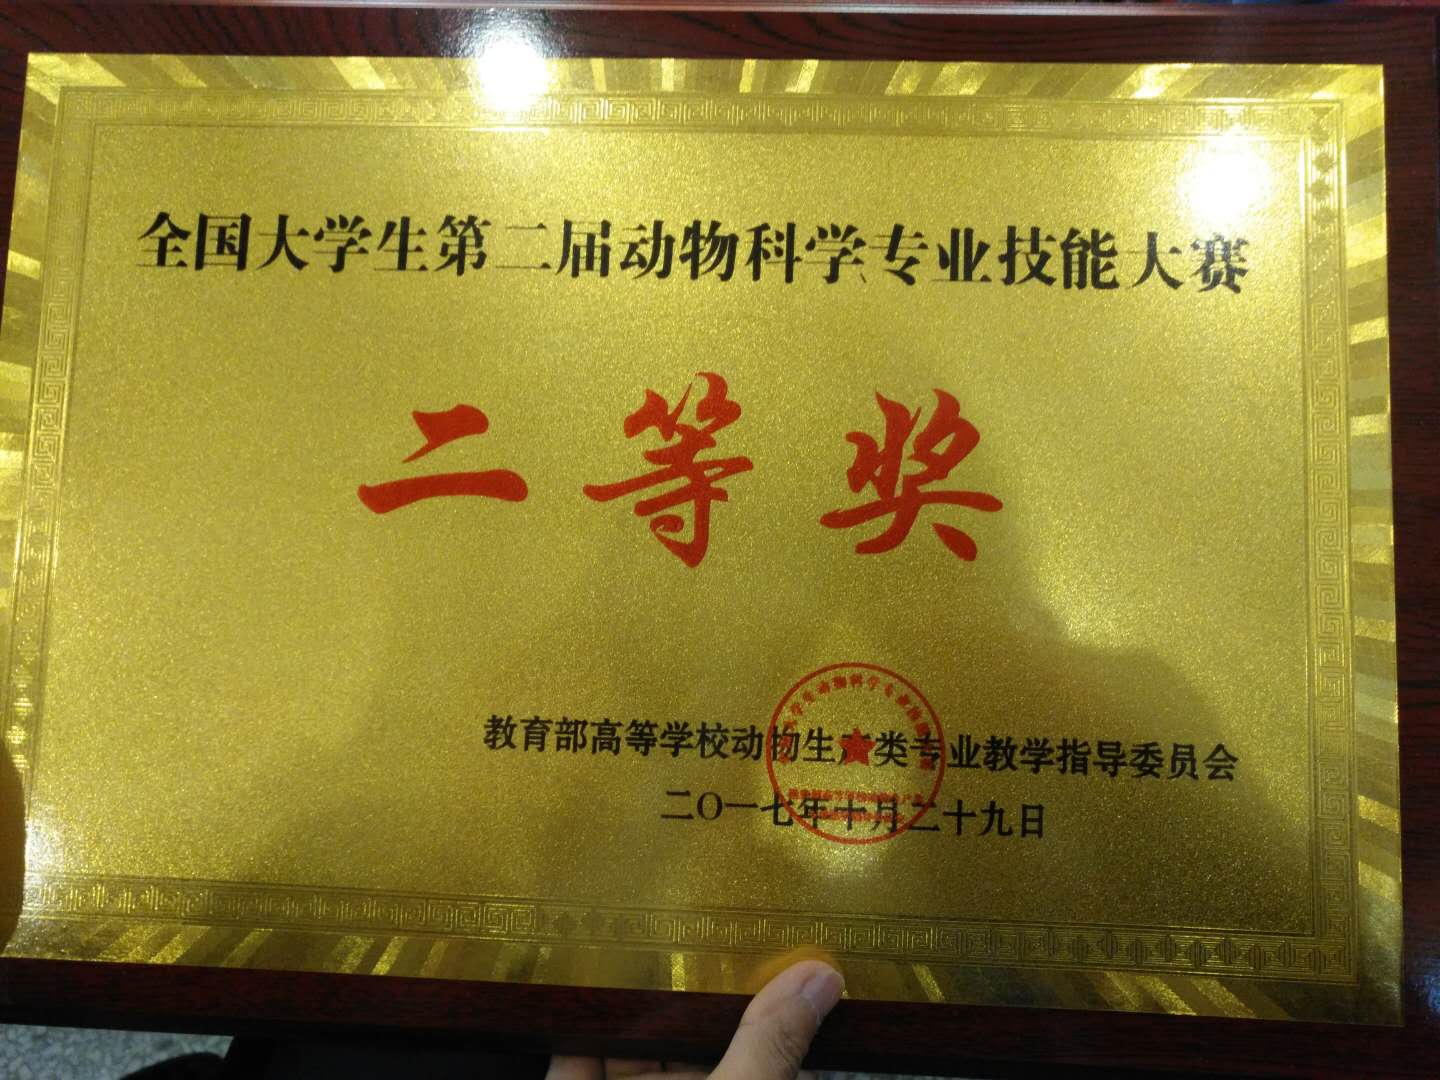 全国大学生第二届动物科学专业技能大赛
二等奖
教育部高等学校动物生产类专业教学指导委员会
二〇一七年十月二十九日